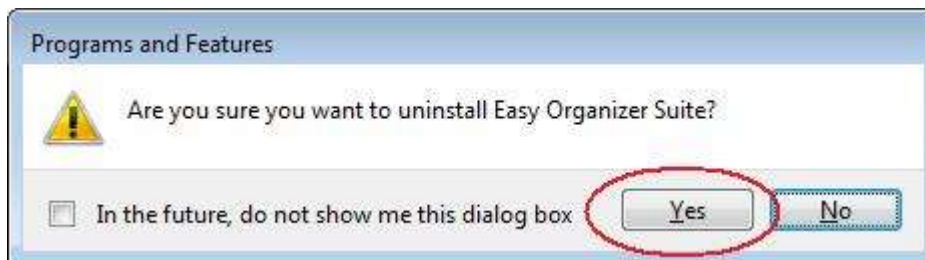 Programs and Features
Are you sure you want to uninstall Easy Organizer Suite?
In the future, do not show me this dialog box Yes No